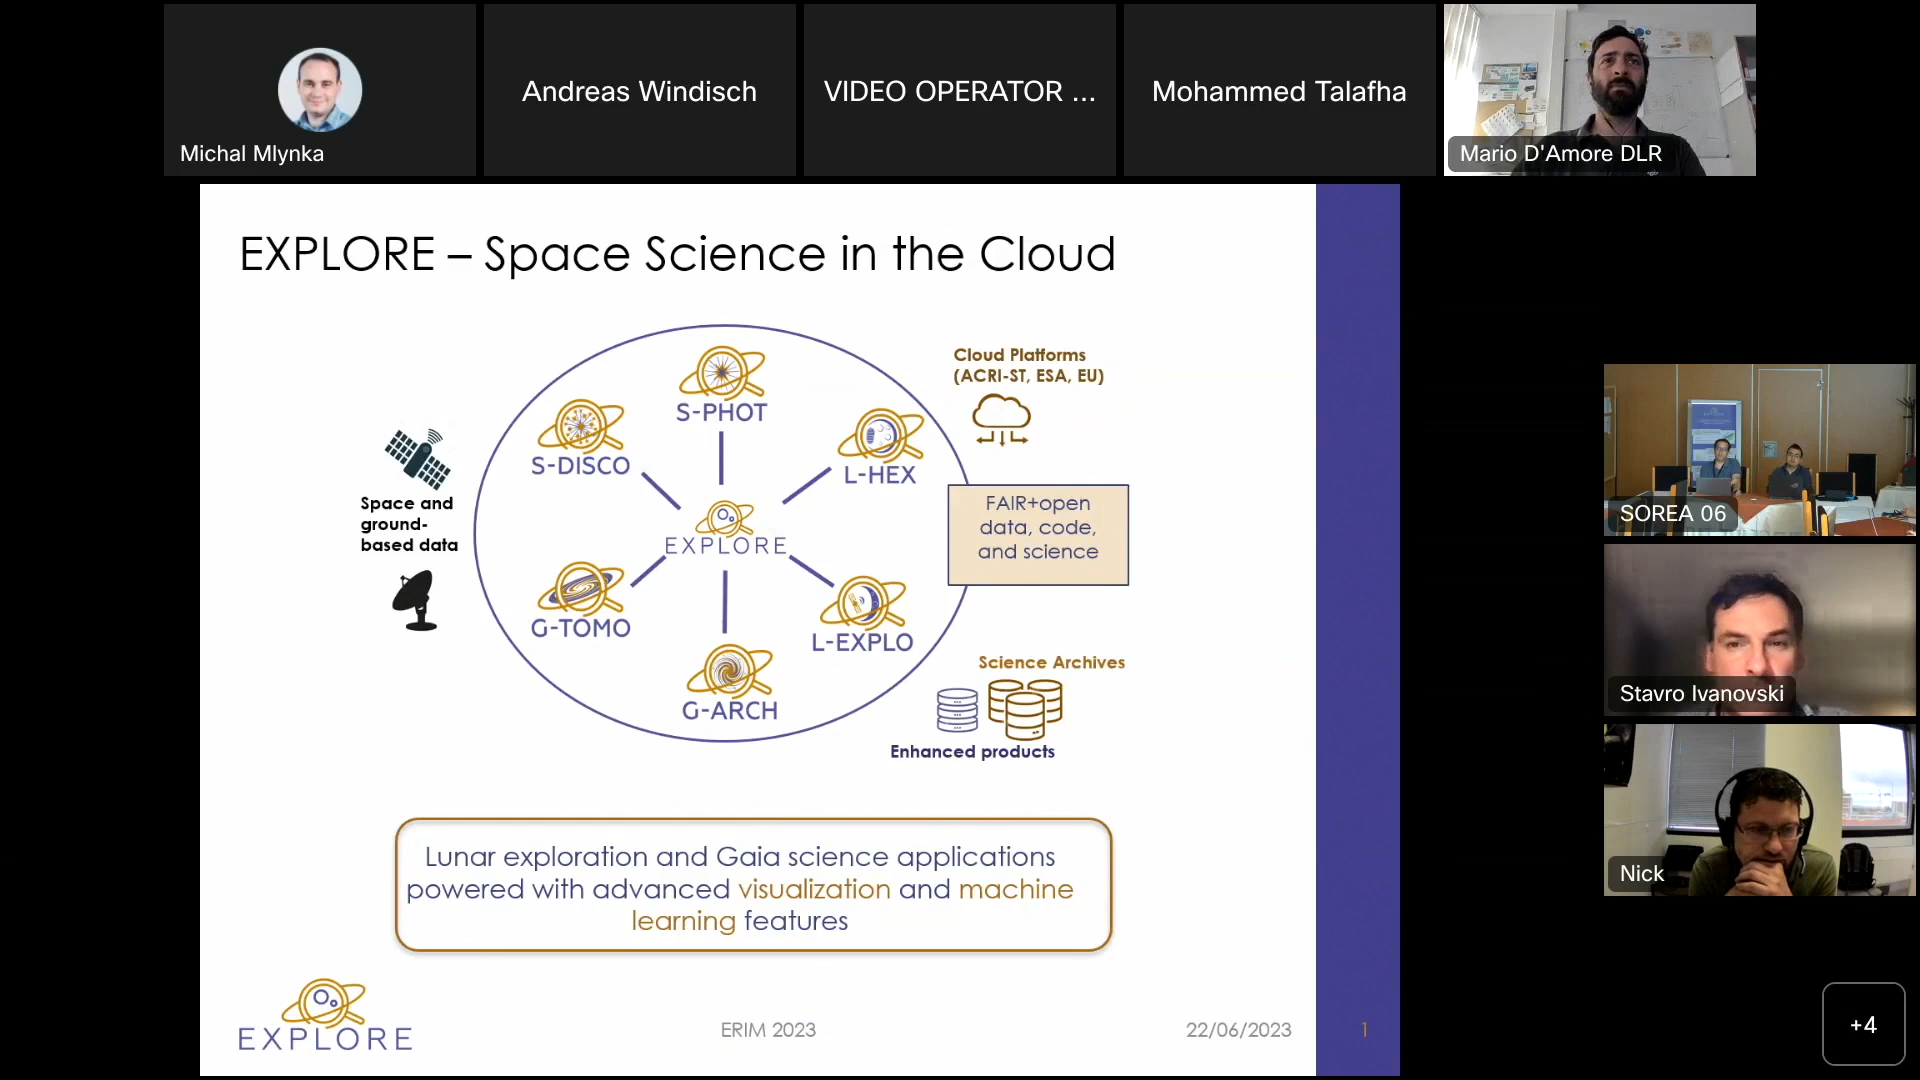 Michal Mlynka
Andreas Windisch
VIDEO OPERATOR ...
Mohammed Talafha
Mario D'Amore DLR
EXPLORE – Space Science in the Cloud
S-PHOT
S-DISCO
L-HEX
EXPLORE
G-TOMO
L-EXPLO
G-ARCH
Space and
ground-
based data
Cloud Platforms
(ACRI-ST, ESA, EU)
FAIR+open
data, code,
and science
Science Archives
Enhanced products
Lunar exploration and Gaia science applications
powered with advanced visualization and machine
learning features
EXPLORE
ERIM 2023
22/06/2023
1
SOREA 06
Stavro Ivanovski
Nick
+4